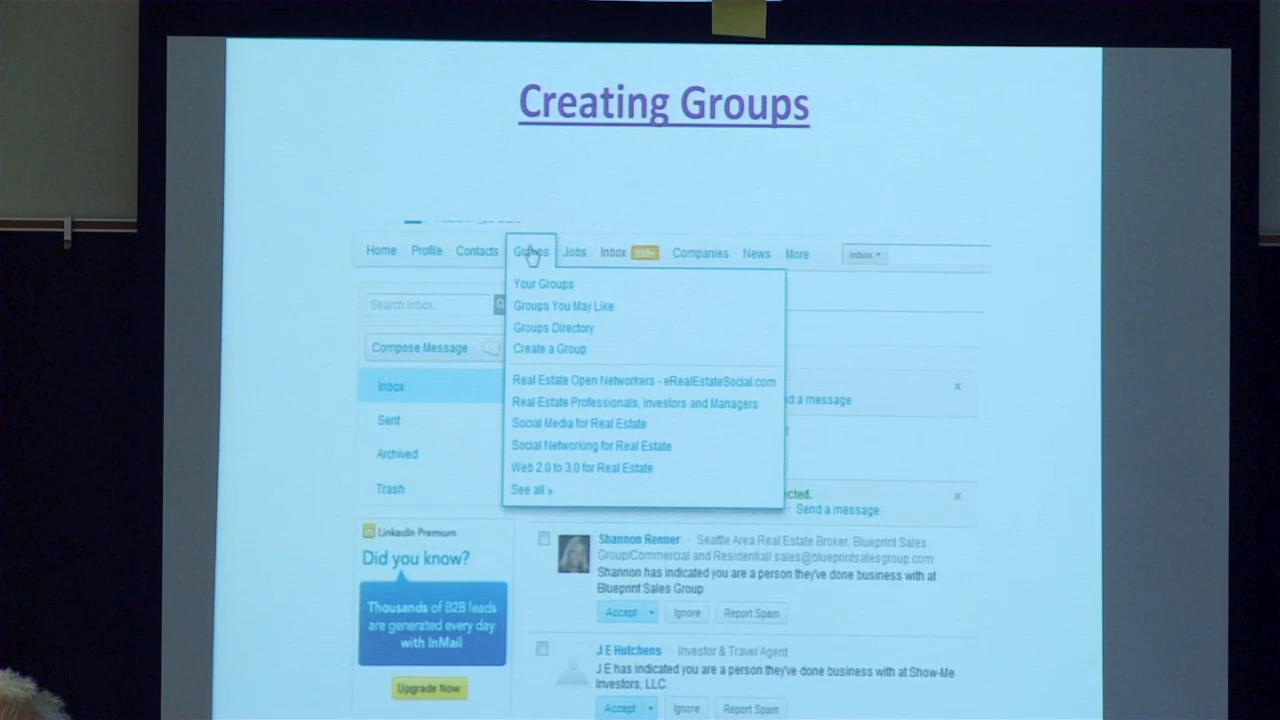 Creating Groups
Home Profile Contacts Groups Jobs Inbox Companies News More Inbox
Your Groups
Search Inbox
Groups You May Like
Groups Directory
Compose Message
Create a Group
Real Estate Open Networkers - eRealEstateSocial.com
Inbox
Real Estate Professionals, Investors and Managers
d a message
Sent
Social Media for Real Estate
Social Networking for Real Estate
Archived
Web 2.0 to 3.0 for Real Estate
Trash
See all »
cted.
Send a message
LinkedIn Premium
Did you know?
Thousands of B2B leads
are generated every day
with InMail
Upgrade Now
Shannon Renner Seattle Area Real Estate Broker, Blueprint Sales
Group/Commercial and Residential/ sales@blueprintsalesgroup.com
Shannon has indicated you are a person they've done business with at
Blueprint Sales Group
Accept Ignore Report Spam
J E Hutchens Investor & Travel Agent
J E has indicated you are a person they've done business with at Show-Me
Investors, LLC
Accept Ignore Report Spam